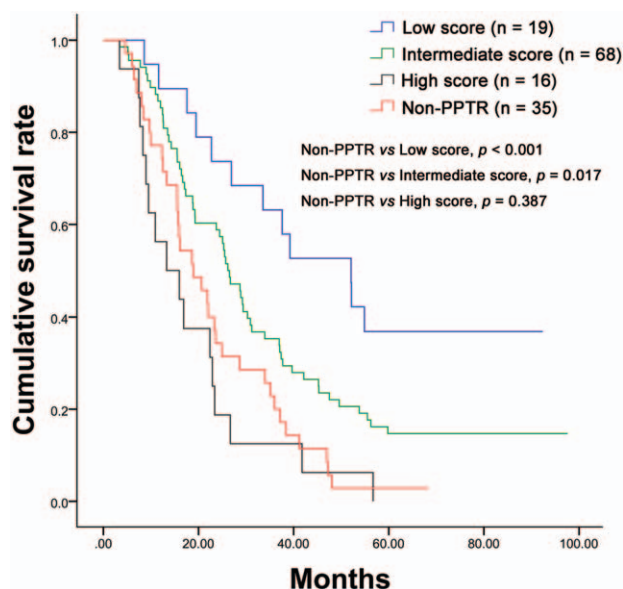 Low score (n = 19)
Intermediate score (n = 68)
High score (n = 16)
Non-PPTR (n = 35)
Non-PPTR vs Low score, p < 0.001
Non-PPTR vs Intermediate score, p = 0.017
Non-PPTR vs High score, p = 0.387
Cumulative survival rate
1.0
0.8
0.6
0.4
0.2
0.0
.00 20.00 40.00 60.00 80.00 100.00
Months